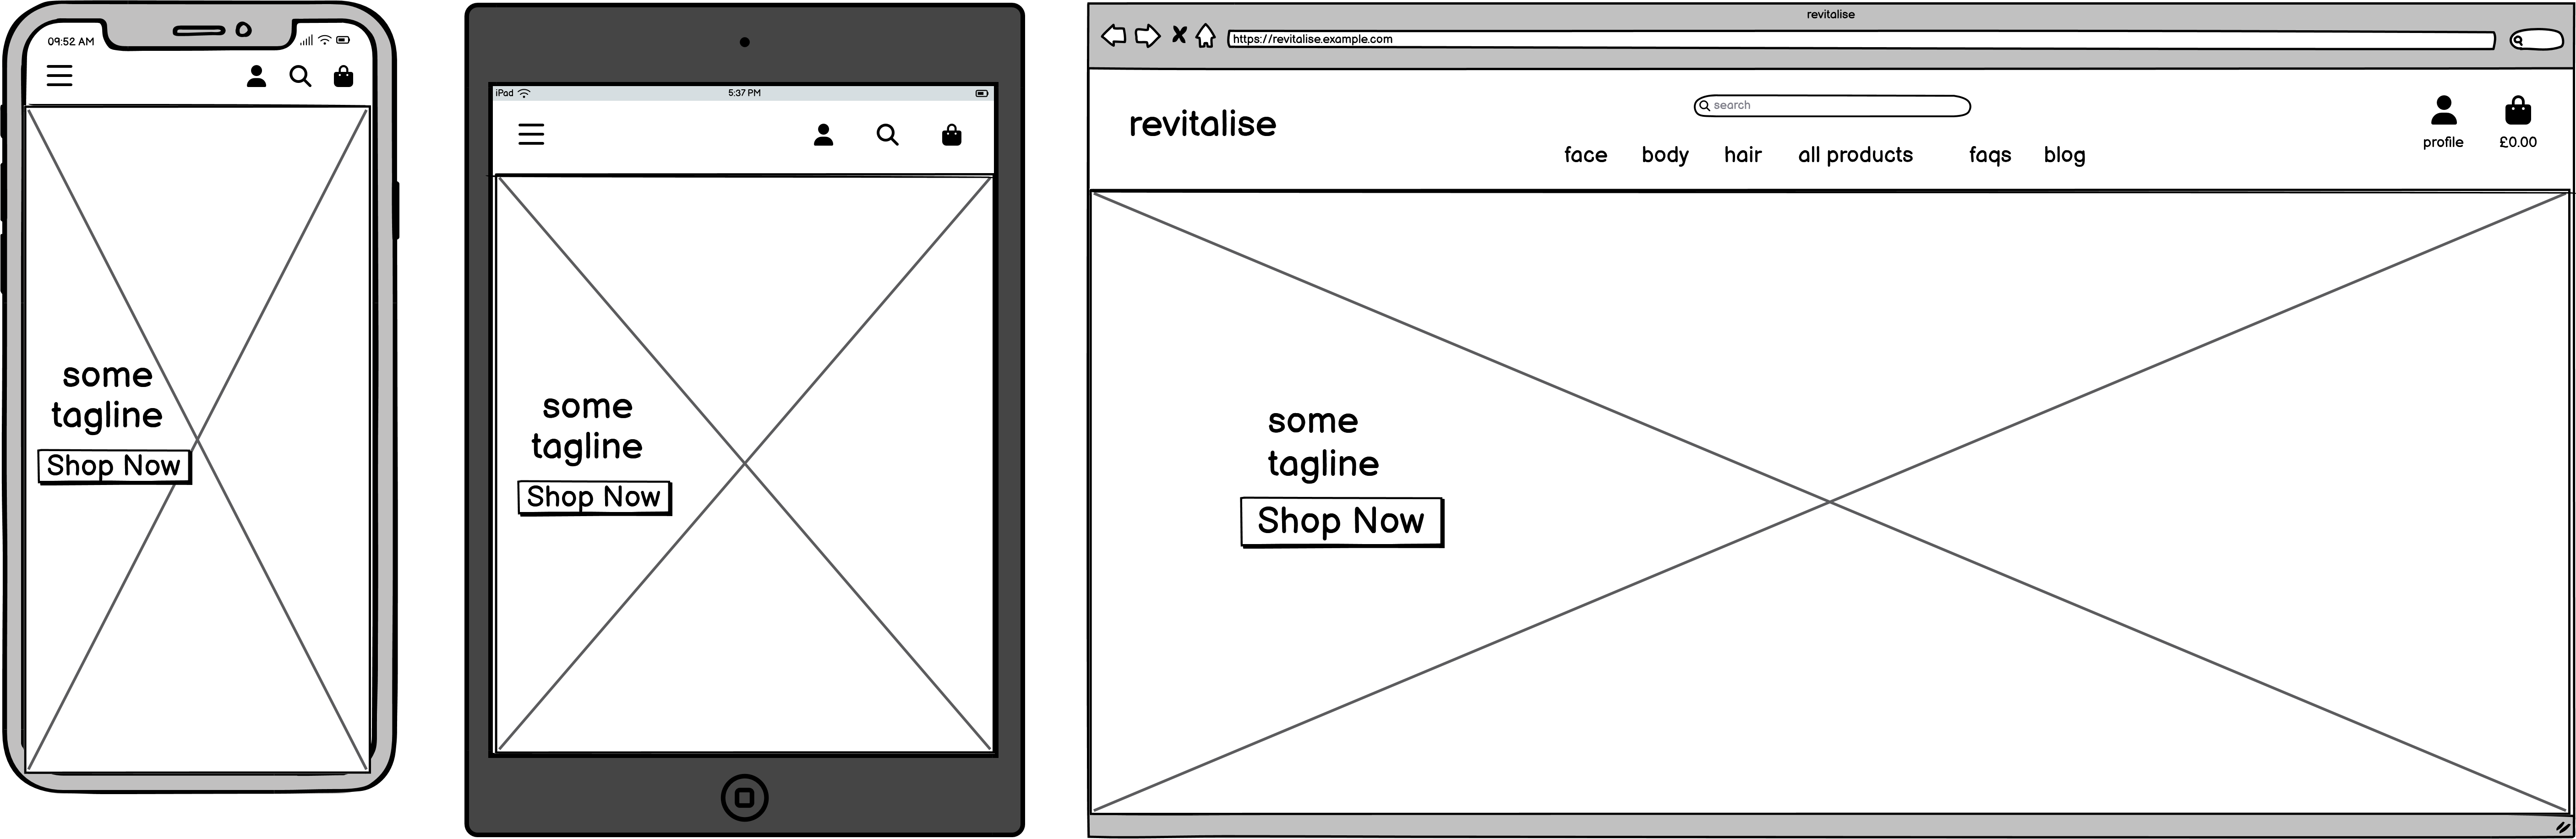 09:52 AM
some
tagline
Shop Now
iPad
5:37 PM
some
tagline
Shop Now
revitalise
https://revitalise.example.com
revitalise
search
face body hair all products faqs blog
profile
£0.00
some
tagline
Shop Now